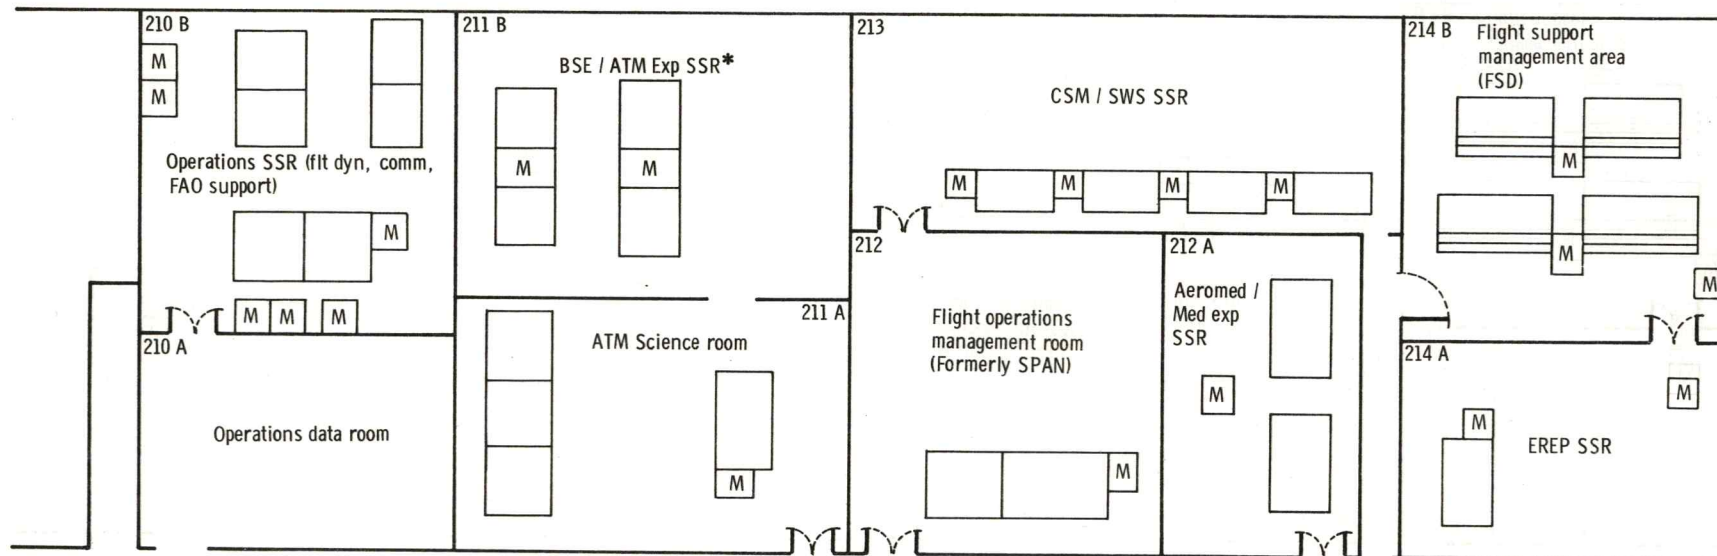 210 B
M
M
Operations SSR (flt dyn, comm,
FAO support)
M
M
M
M
210 A
Operations data room
211 B
BSE / ATM Exp SSR*
M
M
211 A
ATM Science room
M
213
CSM / SWS SSR
M
M
M
M
212
Flight operations
management room
(Formerly SPAN)
M
212 A
Aeromed /
Med exp
SSR
M
214 B
Flight support
management area
(FSD)
M
M
M
214 A
M
M
EREP SSR